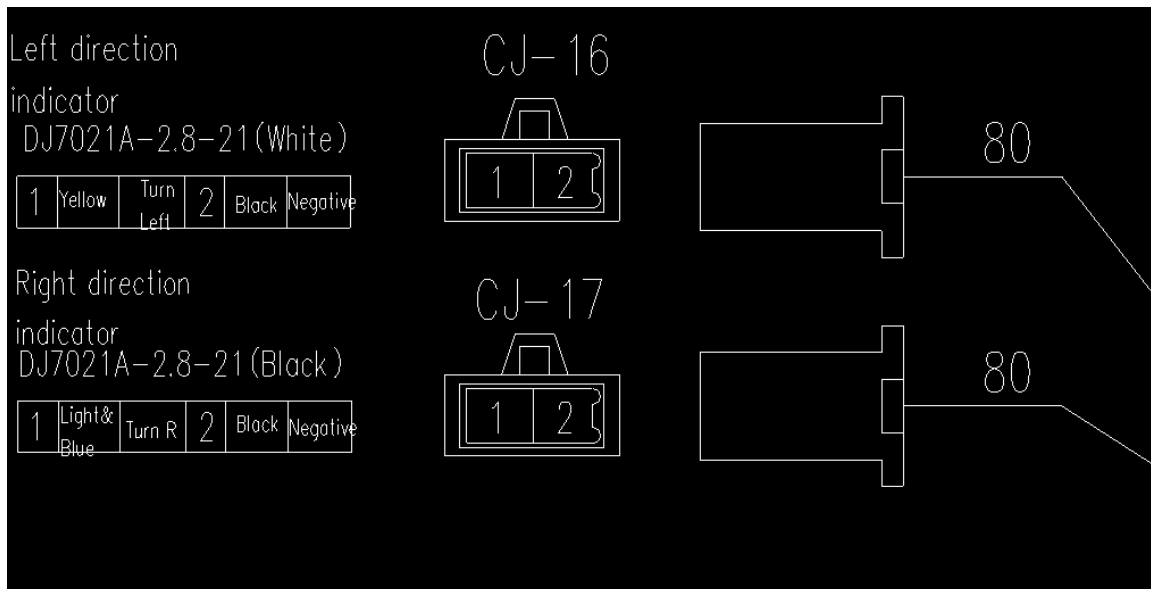 Left direction
indicator
DJ7021A-2.8-21(White)
1 Yellow Turn Left 2 Black Negative
CJ-16
1 2
80
Right direction
indicator
DJ7021A-2.8-21(Black)
1 Light& Blue Turn R 2 Black Negative
CJ-17
1 2
80